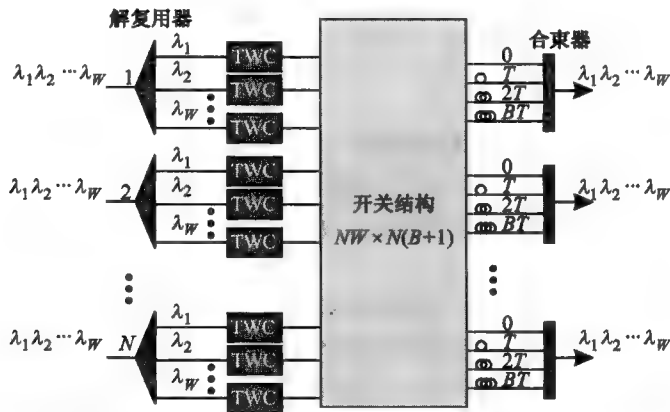 解复用器
合束器
λ1λ2 ··· λW
1
λ1
TWC
λ2
TWC
λW
TWC
0
T
2T
BT
λ1λ2 ··· λW
λ1λ2 ··· λW
2
λ1
TWC
λ2
TWC
λW
TWC
开关结构
NW × N(B+1)
0
T
2T
BT
λ1λ2 ··· λW
λ1λ2 ··· λW
N
λ1
TWC
λ2
TWC
λW
TWC
0
T
2T
BT
λ1λ2 ··· λW